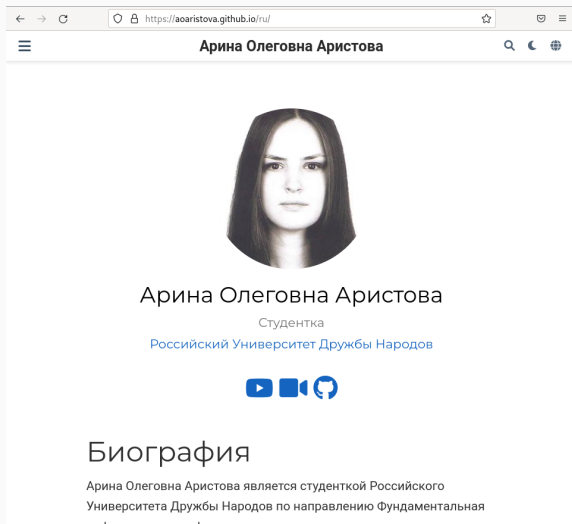 https://aoaristova.github.io/ru/
Арина Олеговна Аристова
Арина Олеговна Аристова
Студентка
Российский Университет Дружбы Народов
Биография
Арина Олеговна Аристова является студенткой Российского
Университета Дружбы Народов по направлению Фундаментальная